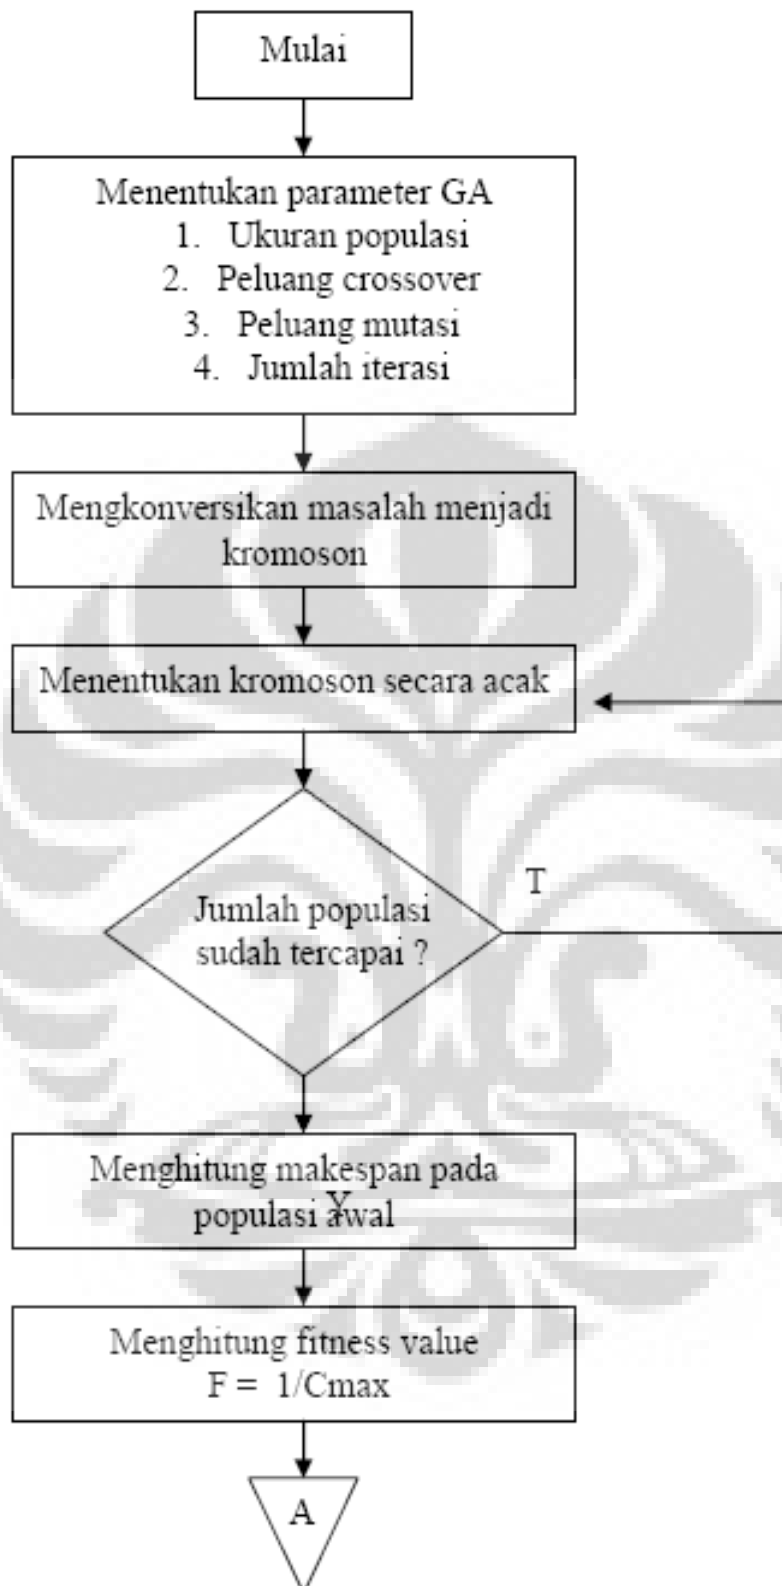 Mulai
Menentukan parameter GA
1. Ukuran populasi
2. Peluang crossover
3. Peluang mutasi
4. Jumlah iterasi
Mengkonversikan masalah menjadi
kromoson
Menentukan kromoson secara acak
T
Jumlah populasi
sudah tercapai ?
Menghitung makespan pada
Y
populasi awal
Menghitung fitness value
F = 1/Cmax
A